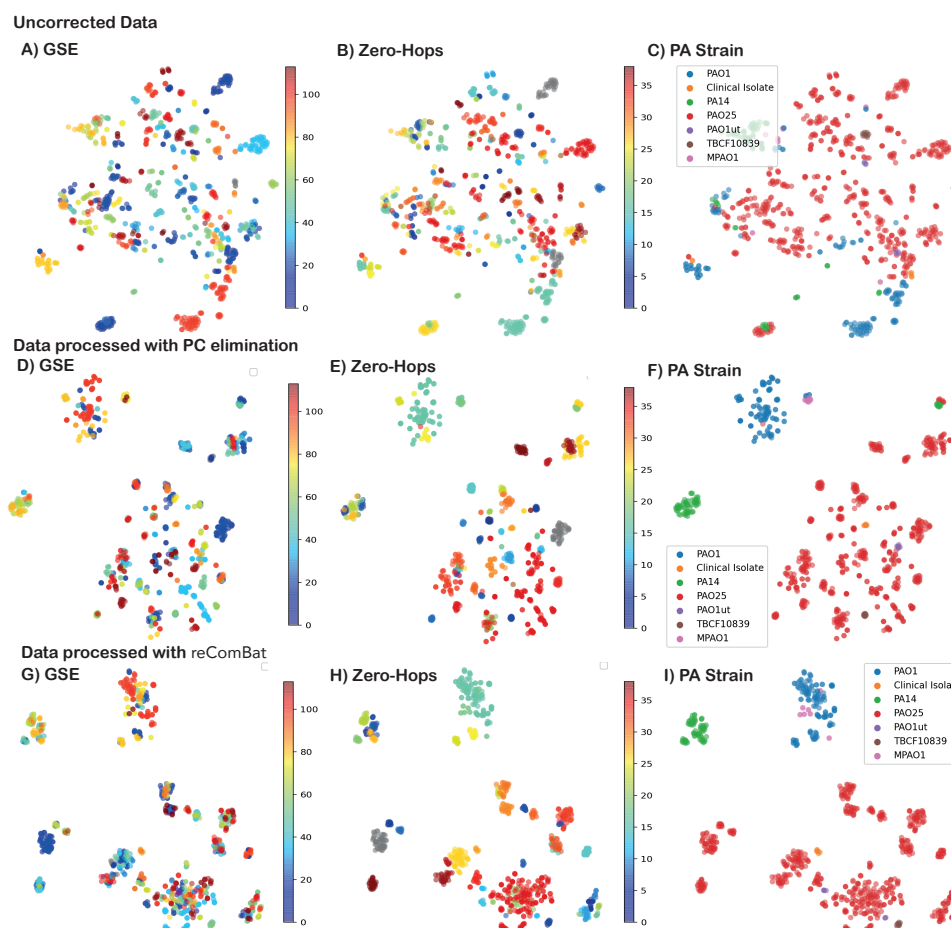 Uncorrected Data
A) GSE
B) Zero-Hops
C) PA Strain
100
80
60
40
20
0
35
30
25
20
15
10
5
0
PAO1
Clinical Isolate
PA14
PAO25
PAO1ut
TBCF10839
MPAO1
Data processed with PC elimination
D) GSE
E) Zero-Hops
F) PA Strain
100
80
60
40
20
0
35
30
25
20
15
10
5
0
PAO1
Clinical Isolate
PA14
PAO25
PAO1ut
TBCF10839
MPAO1
Data processed with reComBat
G) GSE
H) Zero-Hops
I) PA Strain
100
80
60
40
20
0
35
30
25
20
15
10
5
0
PAO1
Clinical Isola
PA14
PAO25
PAO1ut
TBCF10839
MPAO1